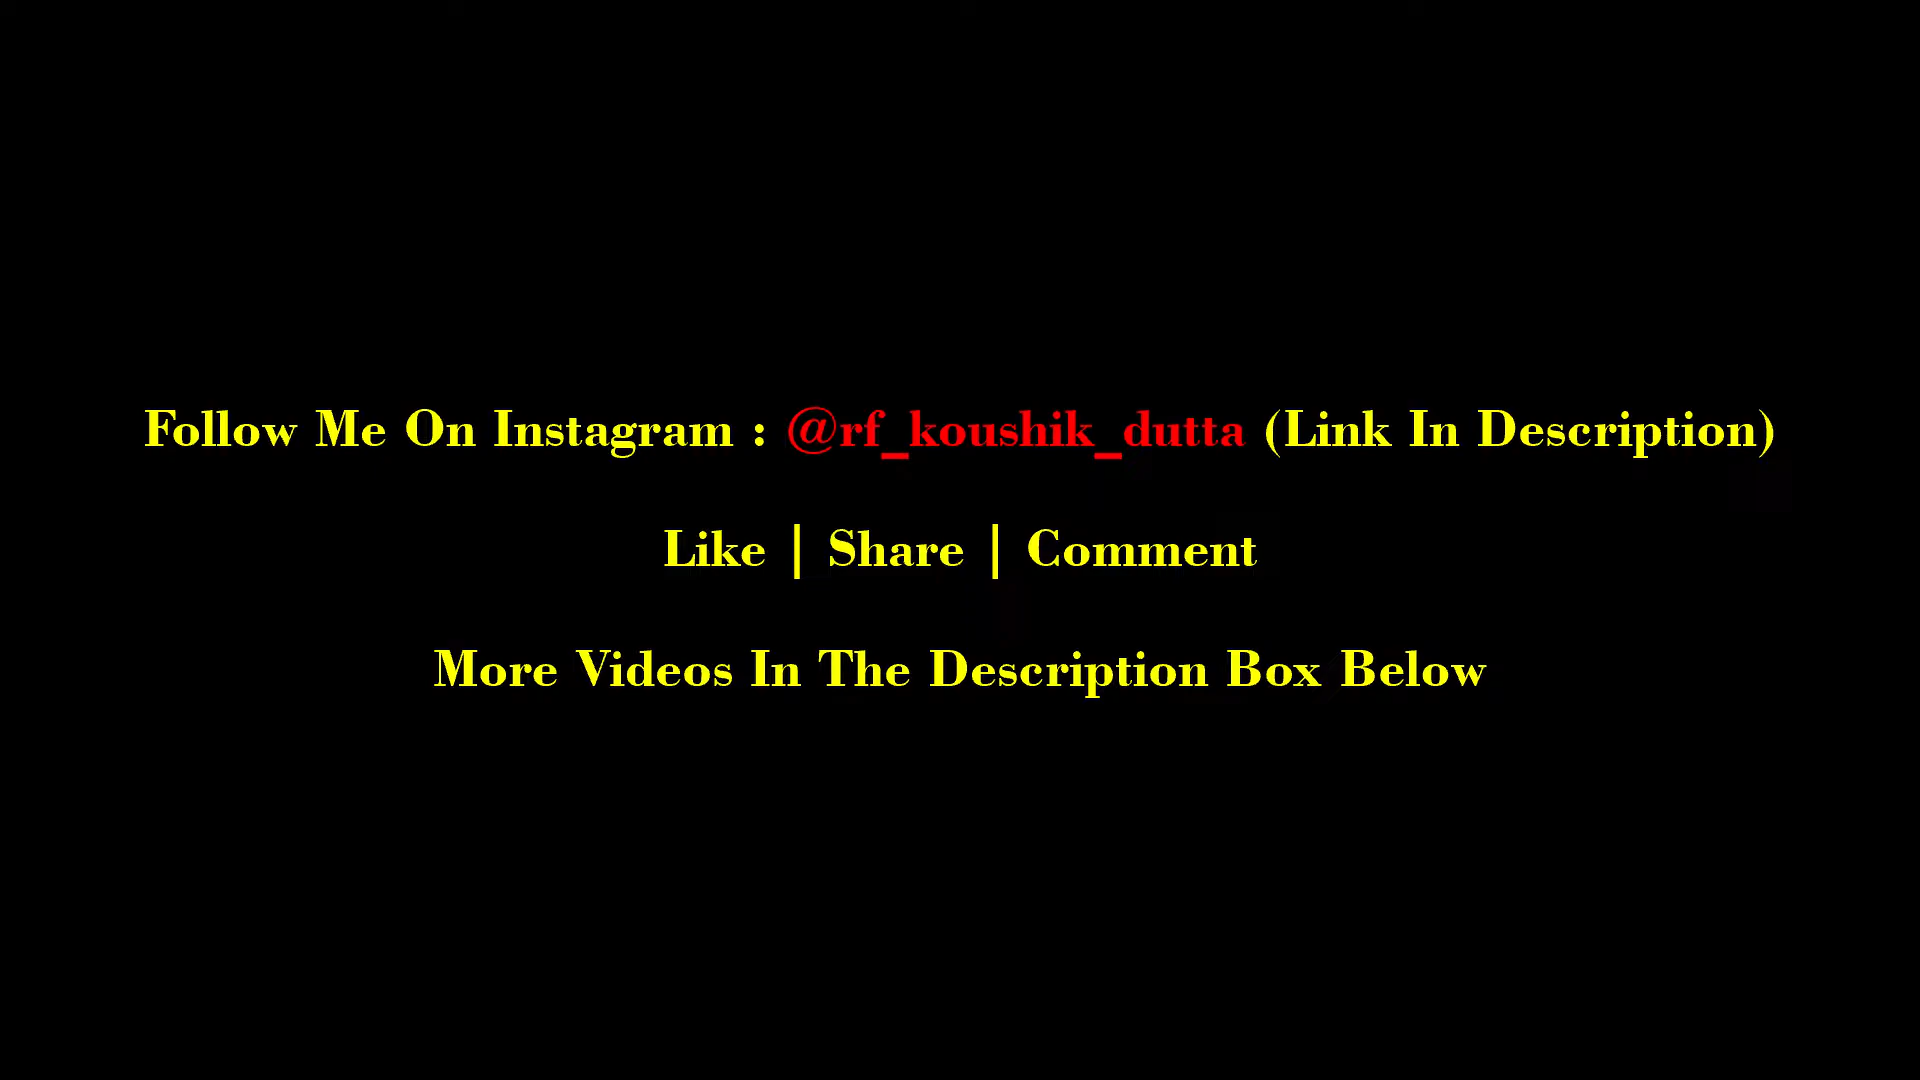 Follow Me On Instagram : @rf_koushik_dutta (Link In Description)
Like | Share | Comment
More Videos In The Description Box Below